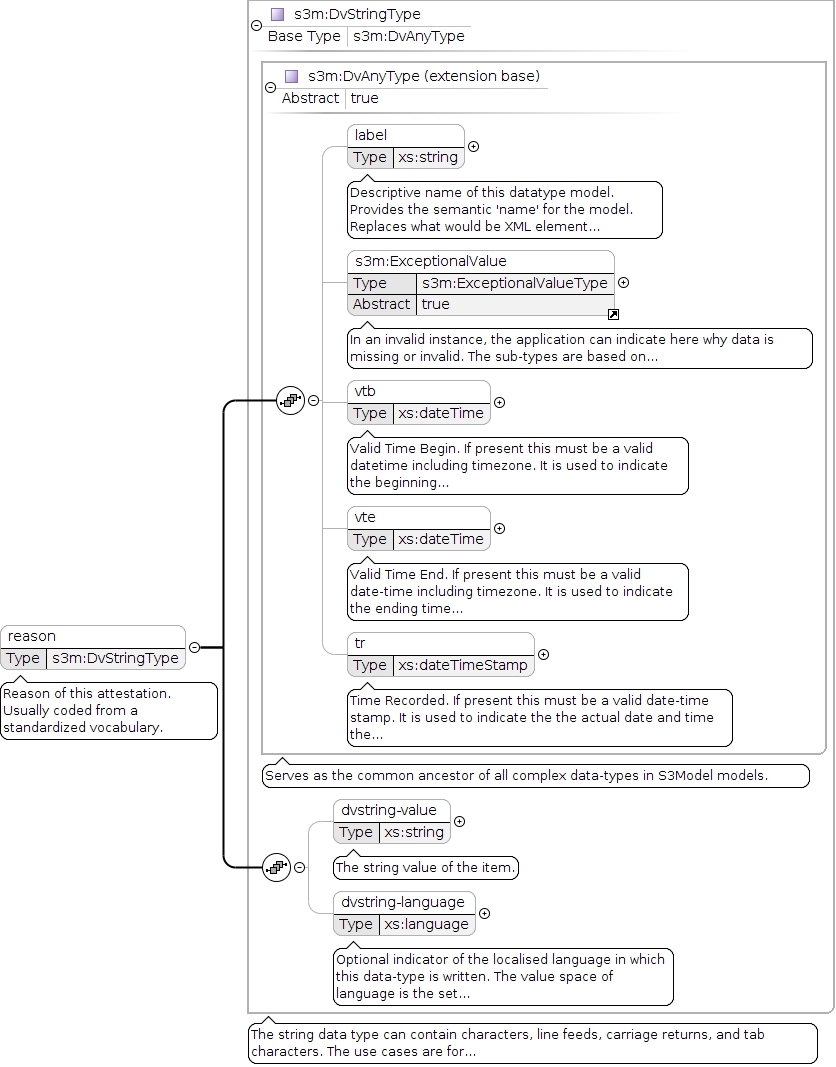 s3m:DvStringType
Base Type s3m:DvAnyType
s3m:DvAnyType (extension base)
Abstract true
label
Type xs:string
Descriptive name of this datatype model.
Provides the semantic 'name' for the model.
Replaces what would be XML element...
s3m:ExceptionalValue
Type s3m:ExceptionalValueType
Abstract true
In an invalid instance, the application can indicate here why data is
missing or invalid. The sub-types are based on...
vtb
Type xs:dateTime
Valid Time Begin. If present this must be a valid
datetime including timezone. It is used to indicate
the beginning...
vte
Type xs:dateTime
Valid Time End. If present this must be a valid
date-time including timezone. It is used to indicate
the ending time...
tr
Type xs:dateTimeStamp
Time Recorded. If present this must be a valid date-time
stamp. It is used to indicate the the actual date and time
the...
reason
Type s3m:DvStringType
Reason of this attestation.
Usually coded from a
standardized vocabulary.
Serves as the common ancestor of all complex data-types in S3Model models.
dvstring-value
Type xs:string
The string value of the item.
dvstring-language
Type xs:language
Optional indicator of the localised language in which
this data-type is written. The value space of
language is the set...
The string data type can contain characters, line feeds, carriage returns, and tab
characters. The use cases are for...